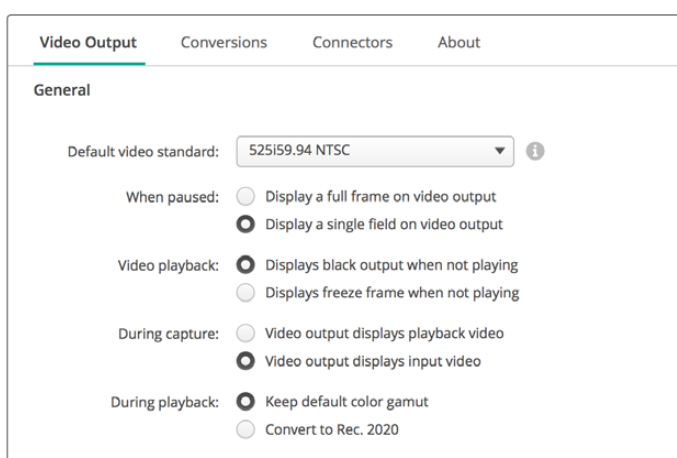 Video Output Conversions Connectors About
General
Default video standard: 525i59.94 NTSC
When paused: Display a full frame on video output
Display a single field on video output
Video playback: Displays black output when not playing
Displays freeze frame when not playing
During capture: Video output displays playback video
Video output displays input video
During playback: Keep default color gamut
Convert to Rec. 2020